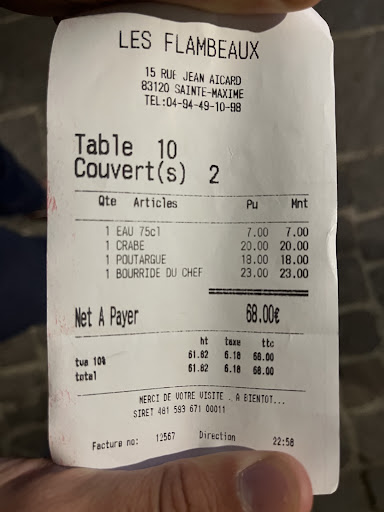 LES FLAMBEAUX
15 RUE JEAN AICARD
83120 SAINTE-MAXIME
TEL:04-94-49-10-98
Table 10
Couvert(s) 2
Qte Articles Pu Mnt
1 EAU 75cl 7.00 7.00
1 CRABE 20.00 20.00
1 POUTARGUE 18.00 18.00
1 BOURRIDE DU CHEF 23.00 23.00
Net A Payer 68.00€
ht taxe ttc
tva 10% 61.82 6.18 68.00
total 61.82 6.18 68.00
MERCI DE VOTRE VISITE . A BIENTOT...
SIRET 481 593 671 00011
Facture no: 12567 Direction 22:58